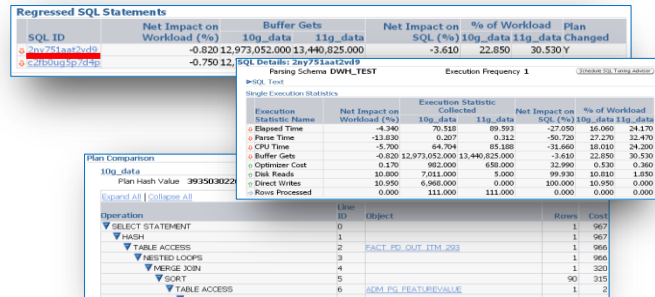 Regressed SQL Statements
SQL ID Net Impact on Workload (%) Buffer Gets 10g_data 11g_data Net Impact on SQL (%) % of Workload 10g_data 11g_data Plan Changed
2ny751aat2vd9 -0.820 12,973,052.000 13,440,825.000 -3.610 22.850 30.530 Y
c2fb0ug5p7d4p -0.750 12,
SQL Details: 2ny751aat2vd9
Parsing Schema DWH_TEST Execution Frequency 1 Schedule SQL Tuning Advisor
SQL Text
Single Execution Statistics
Execution Statistic Name Net Impact on Workload (%) Execution Statistic Collected 10g_data 11g_data Net Impact on SQL (%) % of Workload 10g_data 11g_data
Elapsed Time -4.340 70.518 89.593 -27.050 16.060 24.170
Parse Time -13.830 0.207 0.312 -50.720 27.270 32.470
CPU Time -5.700 64.704 85.188 -31.660 18.010 24.200
Buffer Gets -0.820 12,973,052.000 13,440,825.000 -3.610 22.850 30.530
Optimizer Cost 0.170 982.000 658.000 32.990 0.530 0.360
Disk Reads 10.800 7,011.000 5.000 99.930 10.810 1.850
Direct Writes 10.950 6,968.000 0.000 100.000 10.950 0.000
Rows Processed 0.000 111.000 111.000 0.000 0.000 0.000
Plan Comparison
10g_data
Plan Hash Value 3935030226
Expand All | Collapse All
Operation Line ID Object Rows Cost
SELECT STATEMENT 0 1 967
HASH 1 1 967
TABLE ACCESS 2 FACT_PD_OUT_ITM_293 1 966
NESTED LOOPS 3 1 966
MERGE JOIN 4 1 320
SORT 5 90 315
TABLE ACCESS 6 ADM_PG_FEATUREVALUE 1 2